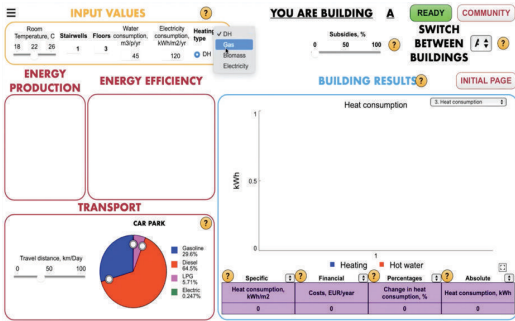 INPUT VALUES
?
YOU ARE BUILDING A
READY
COMMUNITY
Room
Temperature, C
18 22 26
Stairwells
1
Floors
3
Water
consumption,
m3/p/yr
45
Electricity
consumption,
kWh/m2/yr
120
Heating
type
DH
✓ DH
Gas
Biomass
Electricity
Subsidies, %
0 50 100
?
SWITCH
BETWEEN
BUILDINGS
?
ENERGY
PRODUCTION
ENERGY EFFICIENCY
BUILDING RESULTS
?
INITIAL PAGE
Heat consumption
3. Heat consumption
1
0.5
0
kWh
1
Heating
Hot water
TRANSPORT
CAR PARK
?
Travel distance, km/Day
0 50 100
Gasoline
29.6%
Diesel
64.5%
LPG
5.71%
Electric
0.247%
? Specific ? Financial ? Percentages ? Absolute
Heat consumption,
kWh/m2
Costs, EUR/year
Change in heat
consumption, %
Heat consumption, kWh
0 0 0 0